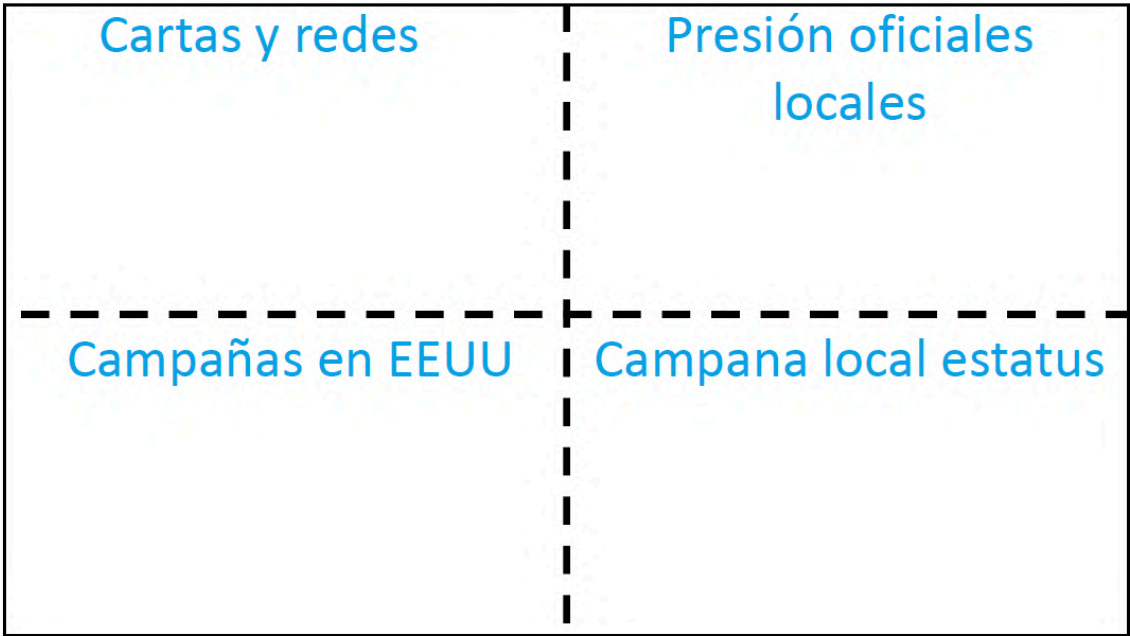 Cartas y redes
Presión oficiales
locales
Campañas en EEUU
Campana local estatus